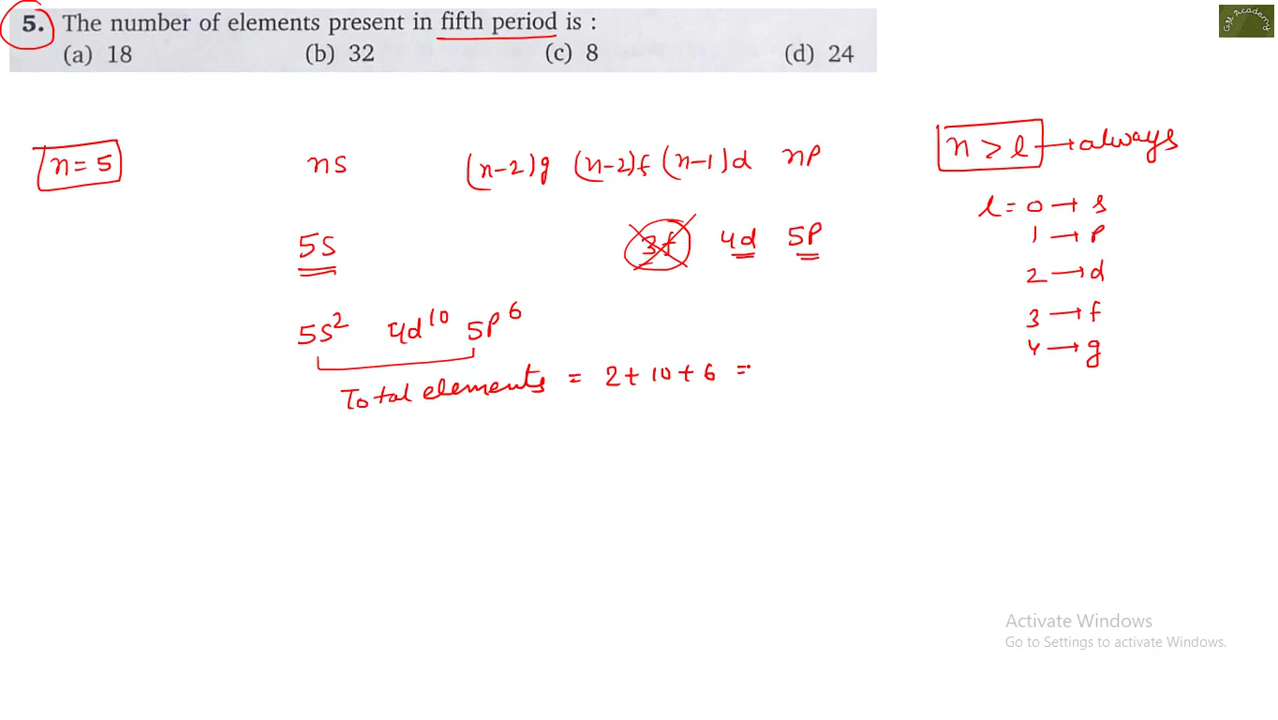 5. The number of elements present in fifth period is :
(a) 18 (b) 32 (c) 8 (d) 24
GM Academy
n = 5 ns (n-2)g (n-2)f (n-1)d np
n > l → always
l = 0 → s
1 → p
2 → d
3 → f
4 → g
5s 3f 4d 5p
5s² 4d¹⁰ 5p⁶
Total elements = 2 + 10 + 6 =
Activate Windows
Go to Settings to activate Windows.